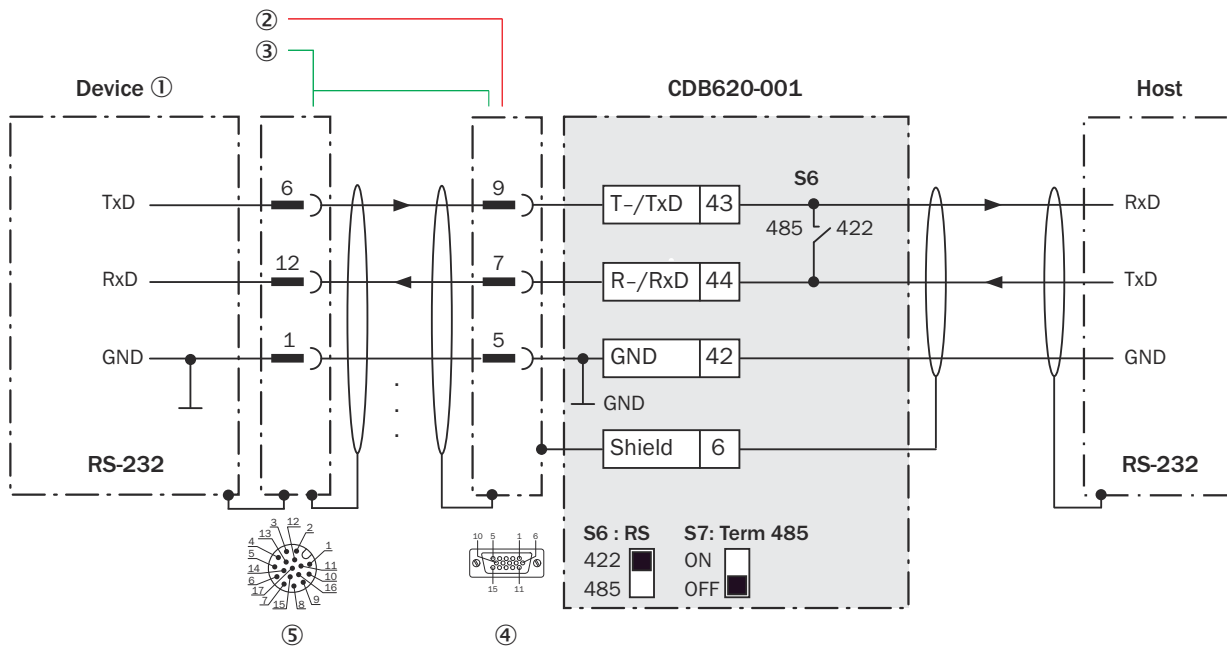 ②
③
Device ①
CDB620-001
Host
TxD
6
9
T–/TxD
43
S6
485
422
RxD
RxD
12
7
R–/RxD
44
TxD
GND
1
5
GND
42
GND
GND
Shield
6
RS-232
RS-232
S6 : RS
422
485
S7: Term 485
ON
OFF
3
12
2
13
4
1
5
11
14
10
6
16
17
9
7
15
8
10
5
1
6
15
11
⑤
④